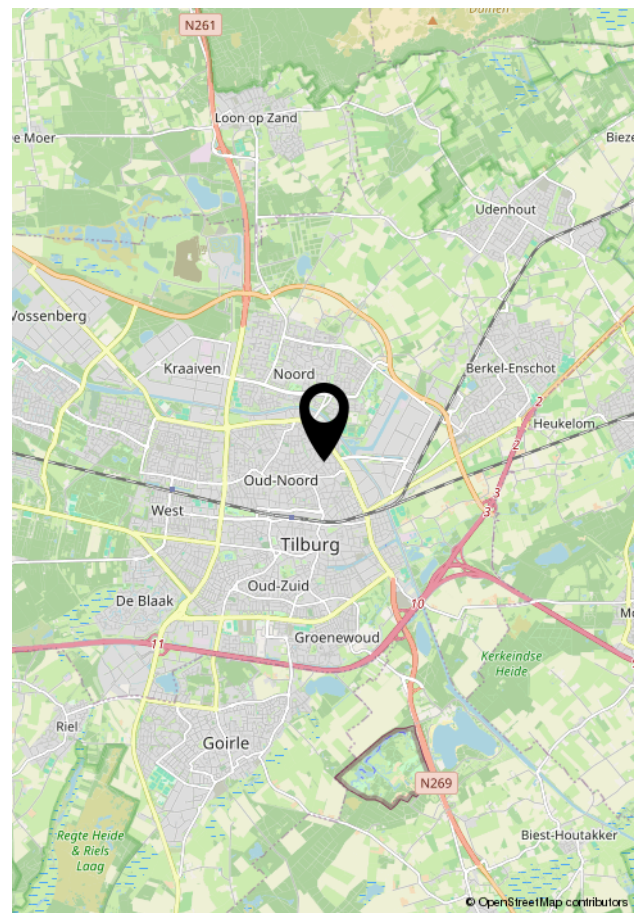 N261
Loon op Zand
Udenhout
Vossenberg
Kraaiven
Noord
Berkel-Enschot
2
Heukelom
2
Oud-Noord
3
West
3
Tilburg
Oud-Zuid
De Blaak
10
Groenewoud
11
Kerkeindse
Heide
Riel
Goirle
N269
Regte Heide
& Riels
Laag
Biest-Houtakker
© OpenStreetMap contributors